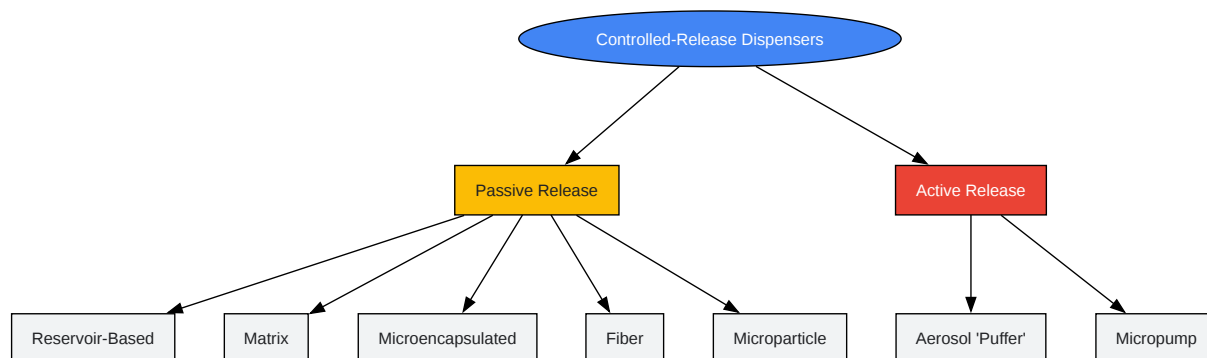 Controlled-Release Dispensers
Passive Release
Active Release
Reservoir-Based
Matrix
Microencapsulated
Fiber
Microparticle
Aerosol 'Puffer'
Micropump